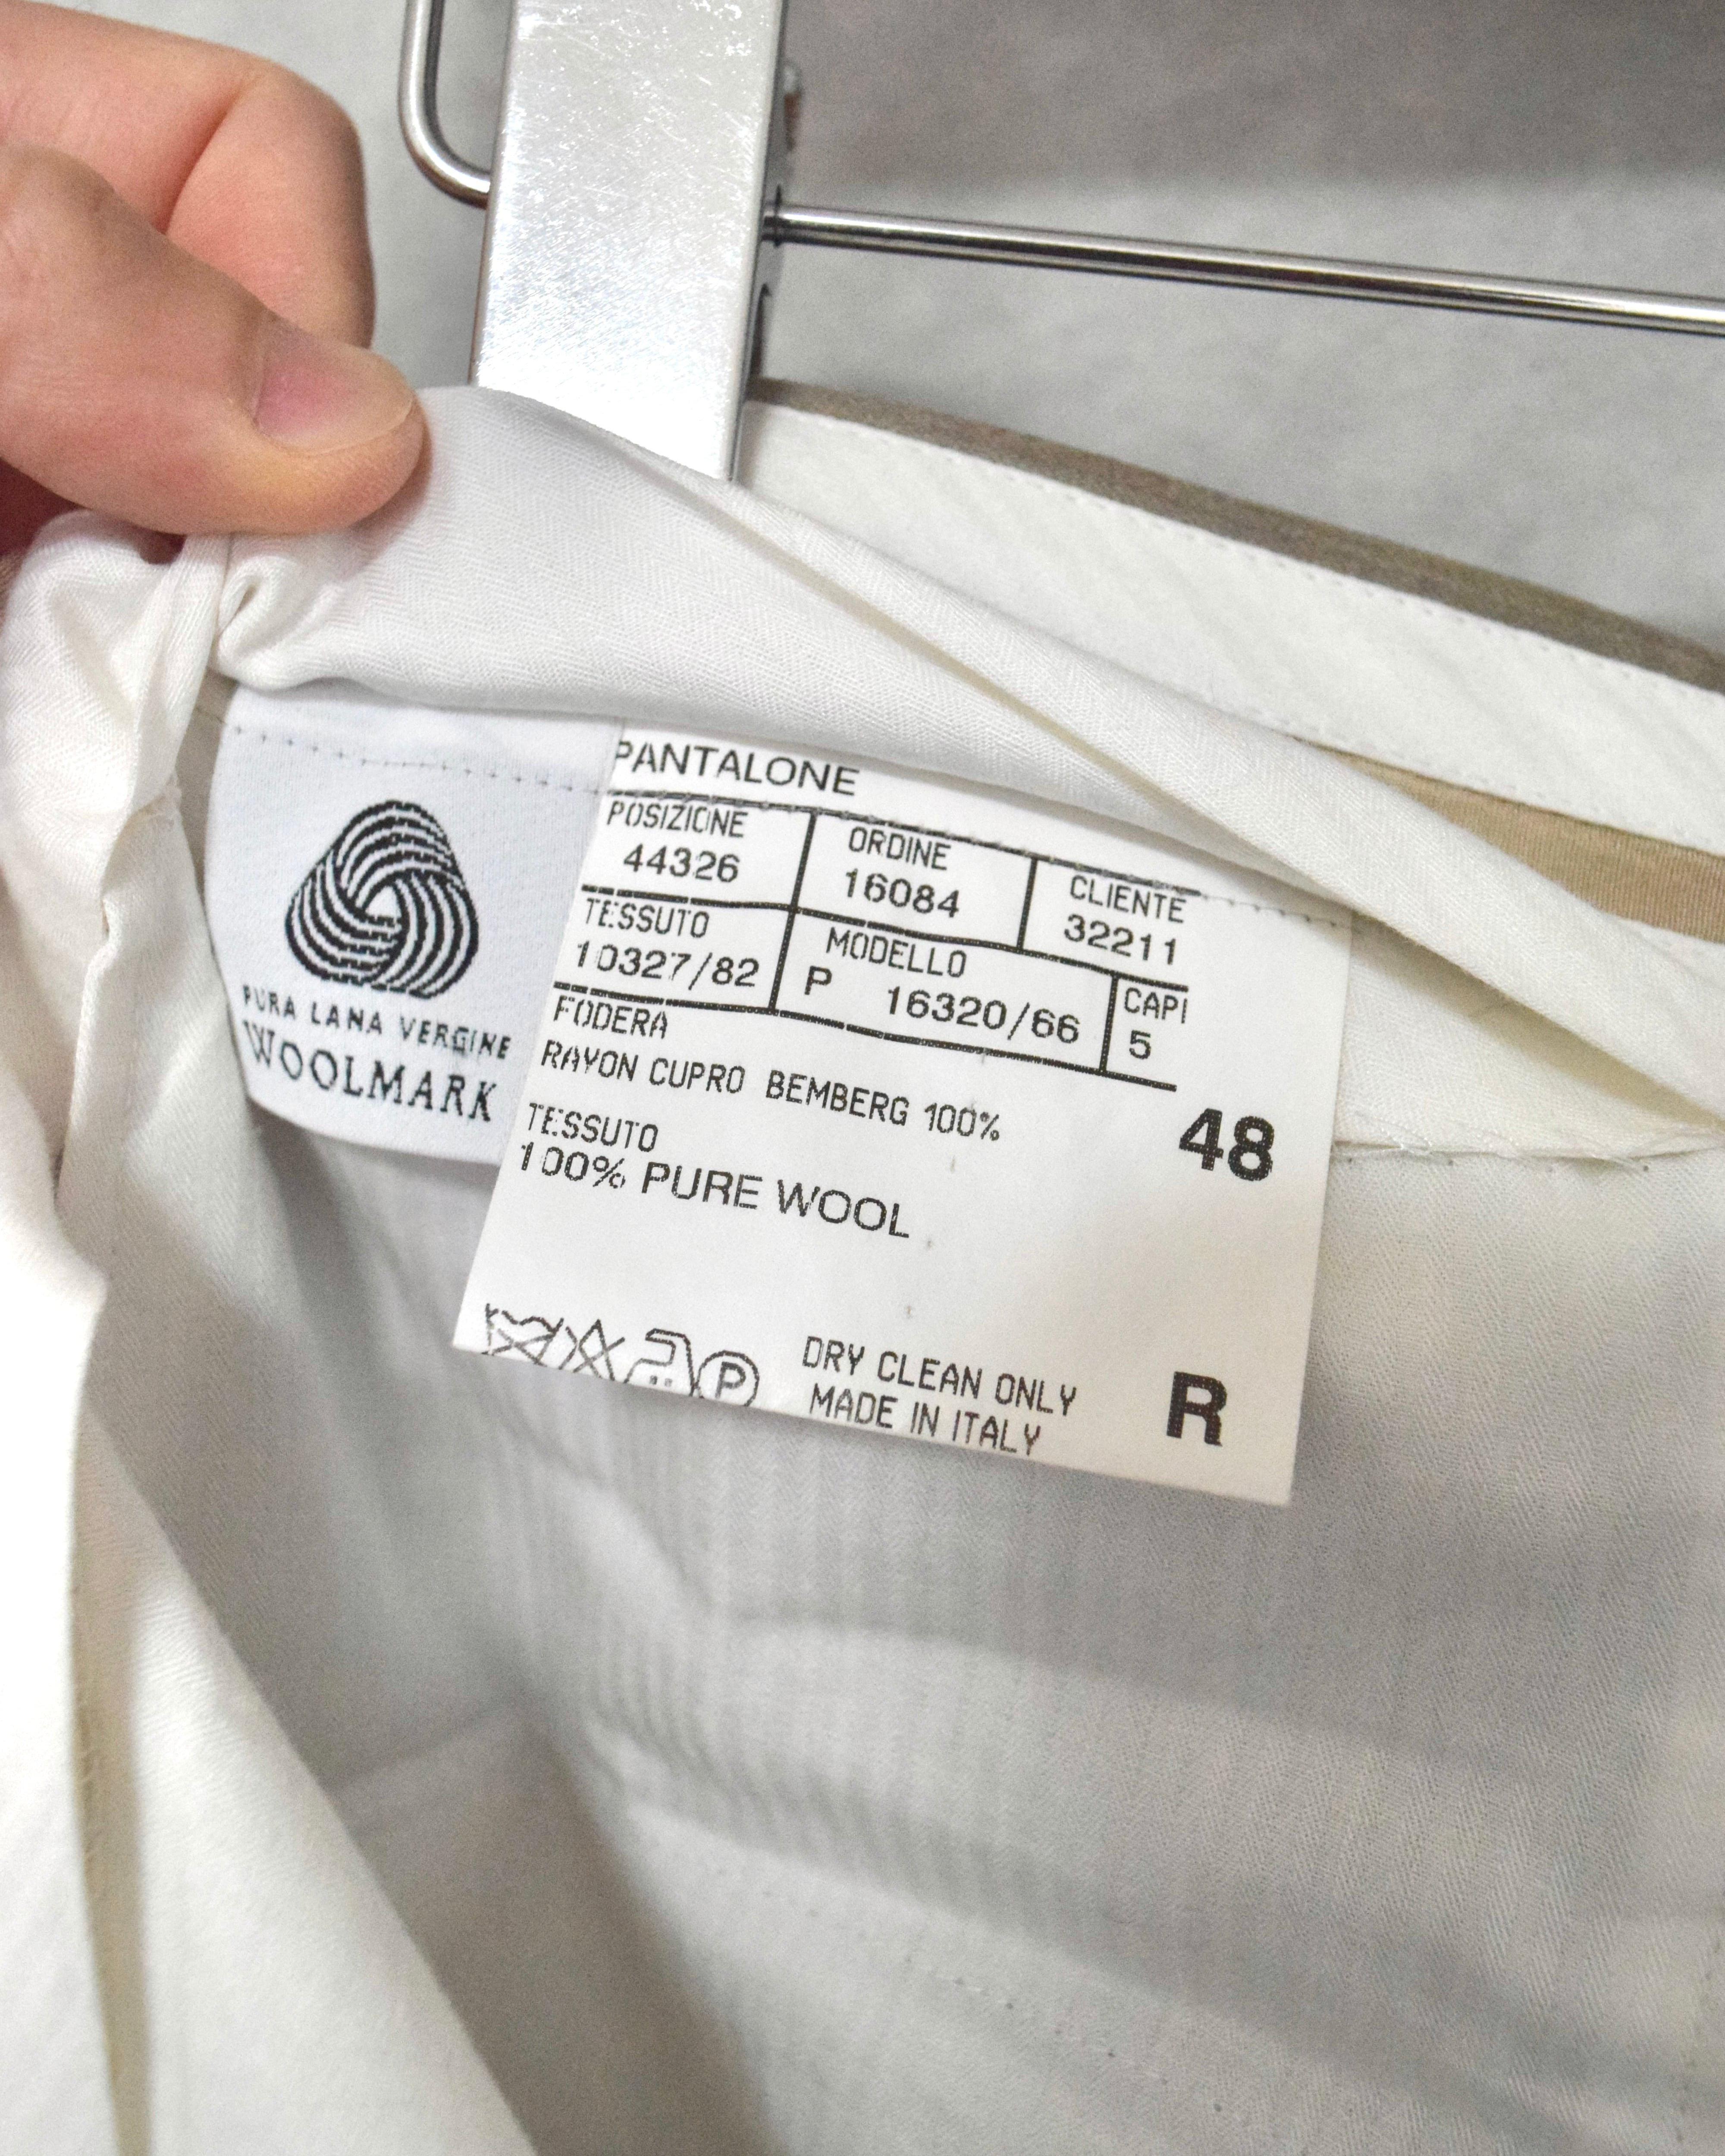 PURA LANA VERGINE
WOOLMARK
PANTALONE
POSIZIONE ORDINE CLIENTE
44326 16084 32211
TESSUTO MODELLO CAPI
10327/82 P 16320/66 5
FODERA
RAYON CUPRO BEMBERG 100%
48
TESSUTO
100% PURE WOOL
P
DRY CLEAN ONLY
MADE IN ITALY
R